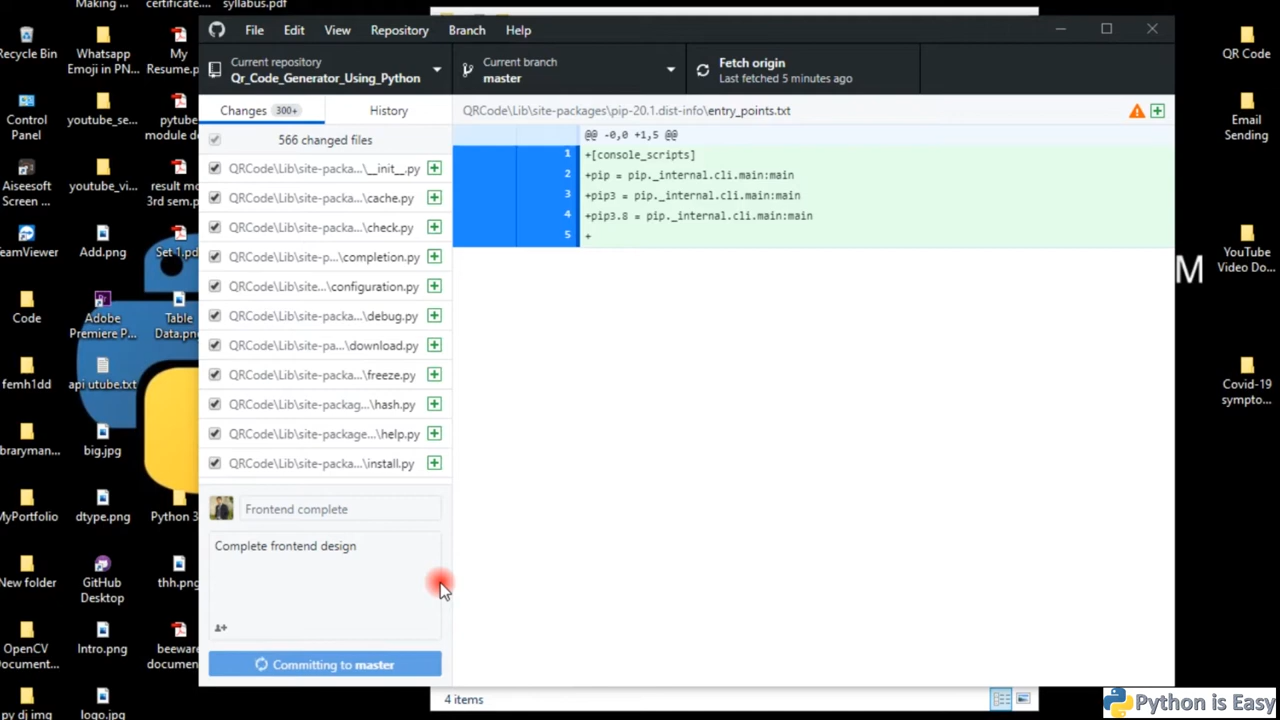 Making ...
certificate....
syllabus.pdf
Recycle Bin
Whatsapp
Emoji in PN...
My
Resume.p...
Control
Panel
youtube_se...
pytube
module d
Aiseesoft
Screen ...
youtube_vi...
result m
3rd sem.p
TeamViewer
Add.png
Set 1.pd
Code
Adobe
Premiere P...
Table
Data.pn
femh1dd
api utube.txt
big.jpg
MyPortfolio
dtype.png
Python 3
New folder
GitHub
Desktop
thh.png
OpenCV
Document...
Intro.png
beeware
documen
py dj img
logo.jpg
File Edit View Repository Branch Help
Current repository
Qr_Code_Generator_Using_Python
Current branch
master
Fetch origin
Last fetched 5 minutes ago
Changes 300+ History
QRCode\Lib\site-packages\pip-20.1.dist-info\entry_points.txt
566 changed files
QRCode\Lib\site-packa...\__init__.py
QRCode\Lib\site-packa...\cache.py
QRCode\Lib\site-packa...\check.py
QRCode\Lib\site-p...\completion.py
QRCode\Lib\site...\configuration.py
QRCode\Lib\site-packa...\debug.py
QRCode\Lib\site-pa...\download.py
QRCode\Lib\site-packa...\freeze.py
QRCode\Lib\site-packag...\hash.py
QRCode\Lib\site-package...\help.py
QRCode\Lib\site-packa...\install.py
@@ -0,0 +1,5 @@
1 +[console_scripts]
2 +pip = pip._internal.cli.main:main
3 +pip3 = pip._internal.cli.main:main
4 +pip3.8 = pip._internal.cli.main:main
5 +
Frontend complete
Complete frontend design
Committing to master
4 items
M
QR Code
Email
Sending
YouTube
Video Do...
Covid-19
sympto...
Python is Easy